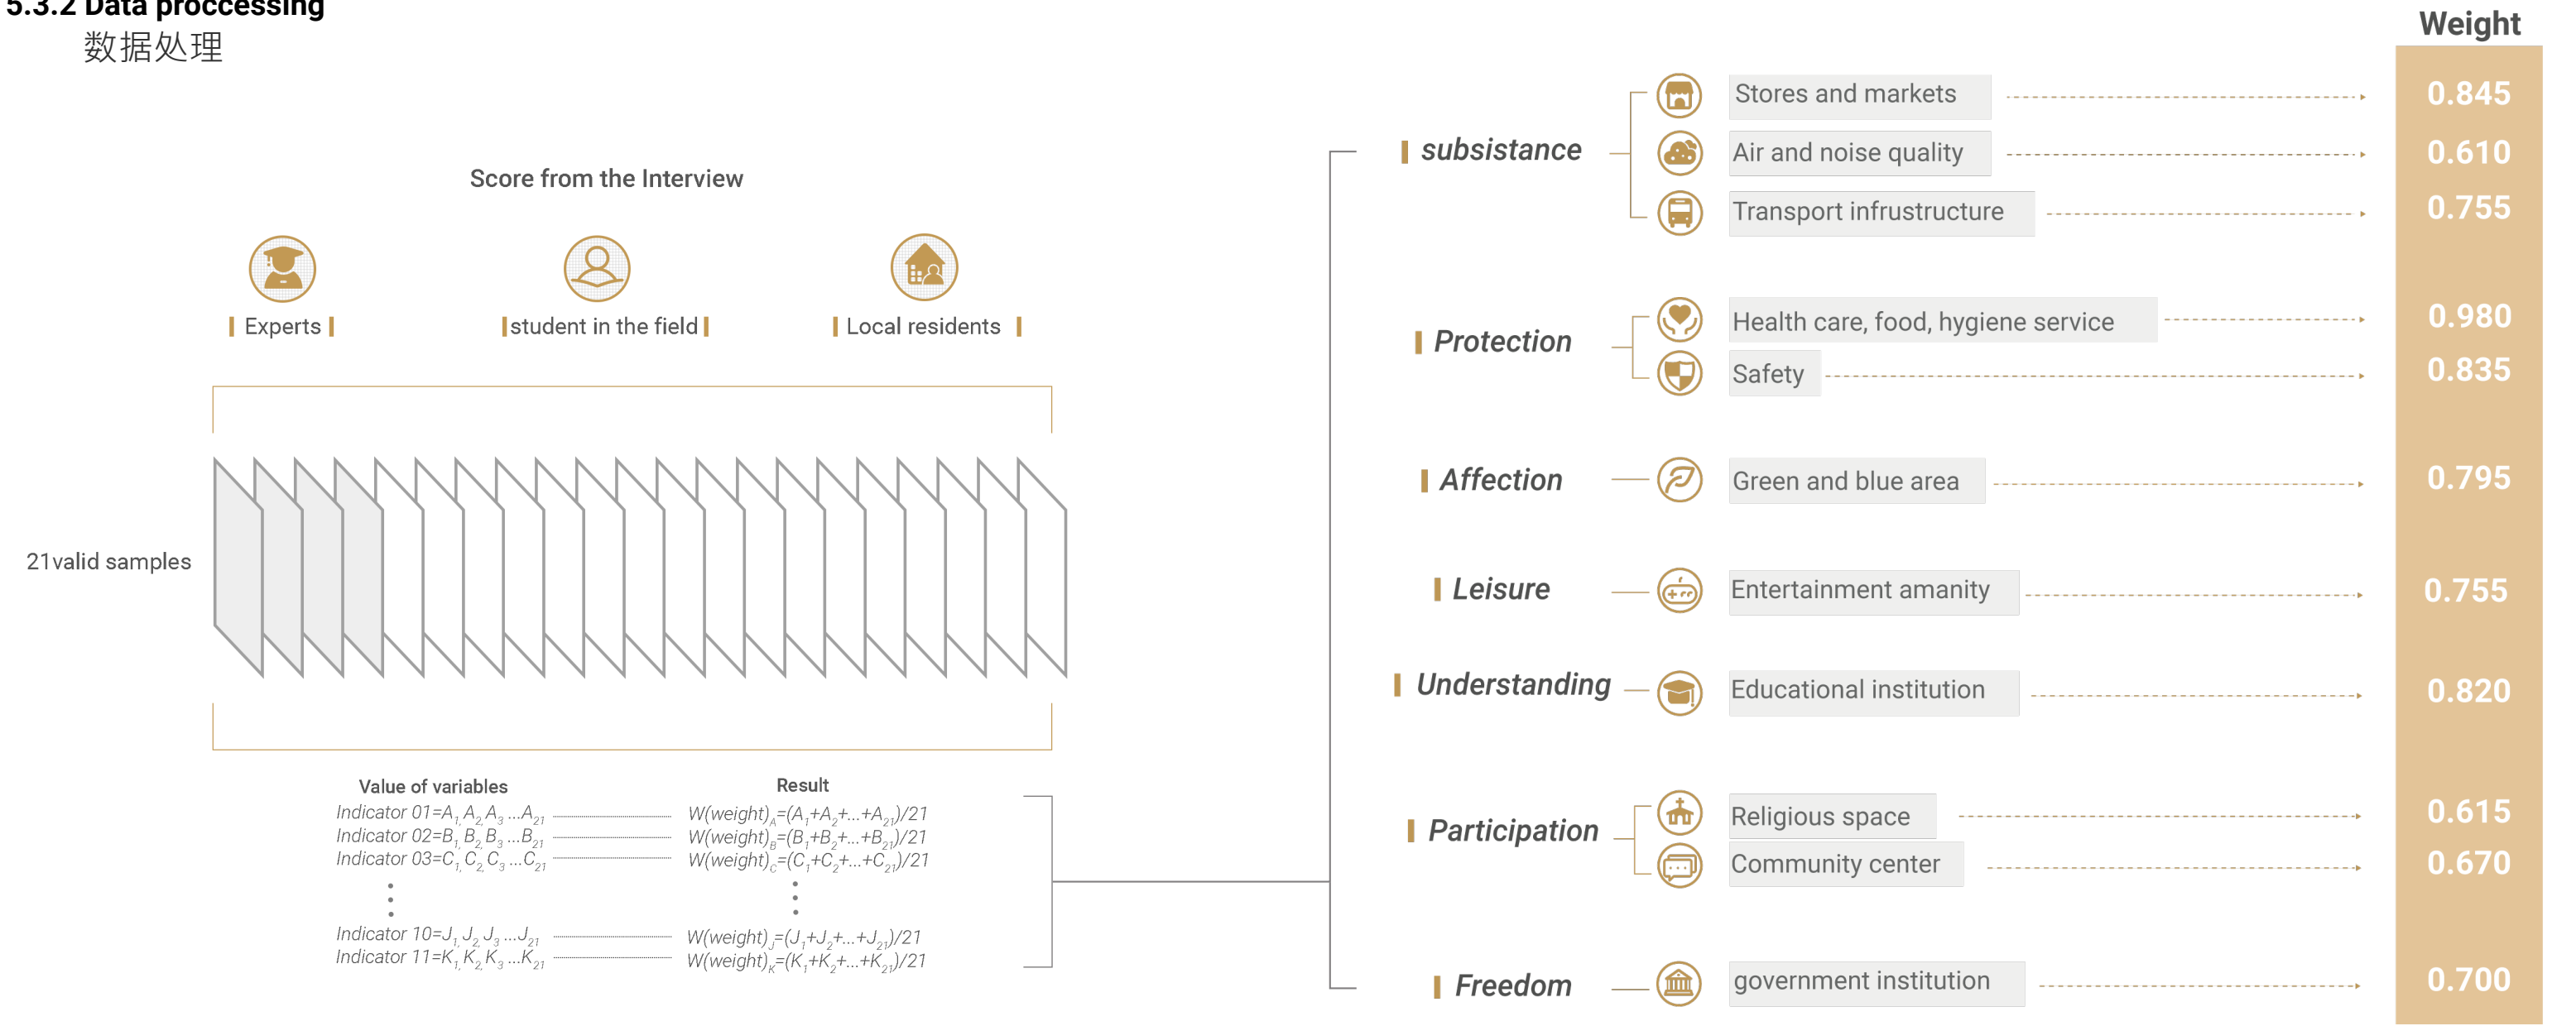 5.3.2 Data proccessing
数据处理
Score from the Interview
Experts
student in the field
Local residents
21valid samples
Value of variables
Result
Indicator 01=A1, A2, A3 ...A21
W(weight)A=(A1+A2+...+A21)/21
Indicator 02=B1, B2, B3 ...B21
W(weight)B=(B1+B2+...+B21)/21
Indicator 03=C1, C2, C3 ...C21
W(weight)C=(C1+C2+...+C21)/21
Indicator 10=J1, J2, J3 ...J21
W(weight)J=(J1+J2+...+J21)/21
Indicator 11=K1, K2, K3 ...K21
W(weight)K=(K1+K2+...+K21)/21
Weight
subsistance
Stores and markets
0.845
Air and noise quality
0.610
Transport infrustructure
0.755
Protection
Health care, food, hygiene service
0.980
Safety
0.835
Affection
Green and blue area
0.795
Leisure
Entertainment amanity
0.755
Understanding
Educational institution
0.820
Participation
Religious space
0.615
Community center
0.670
Freedom
government institution
0.700